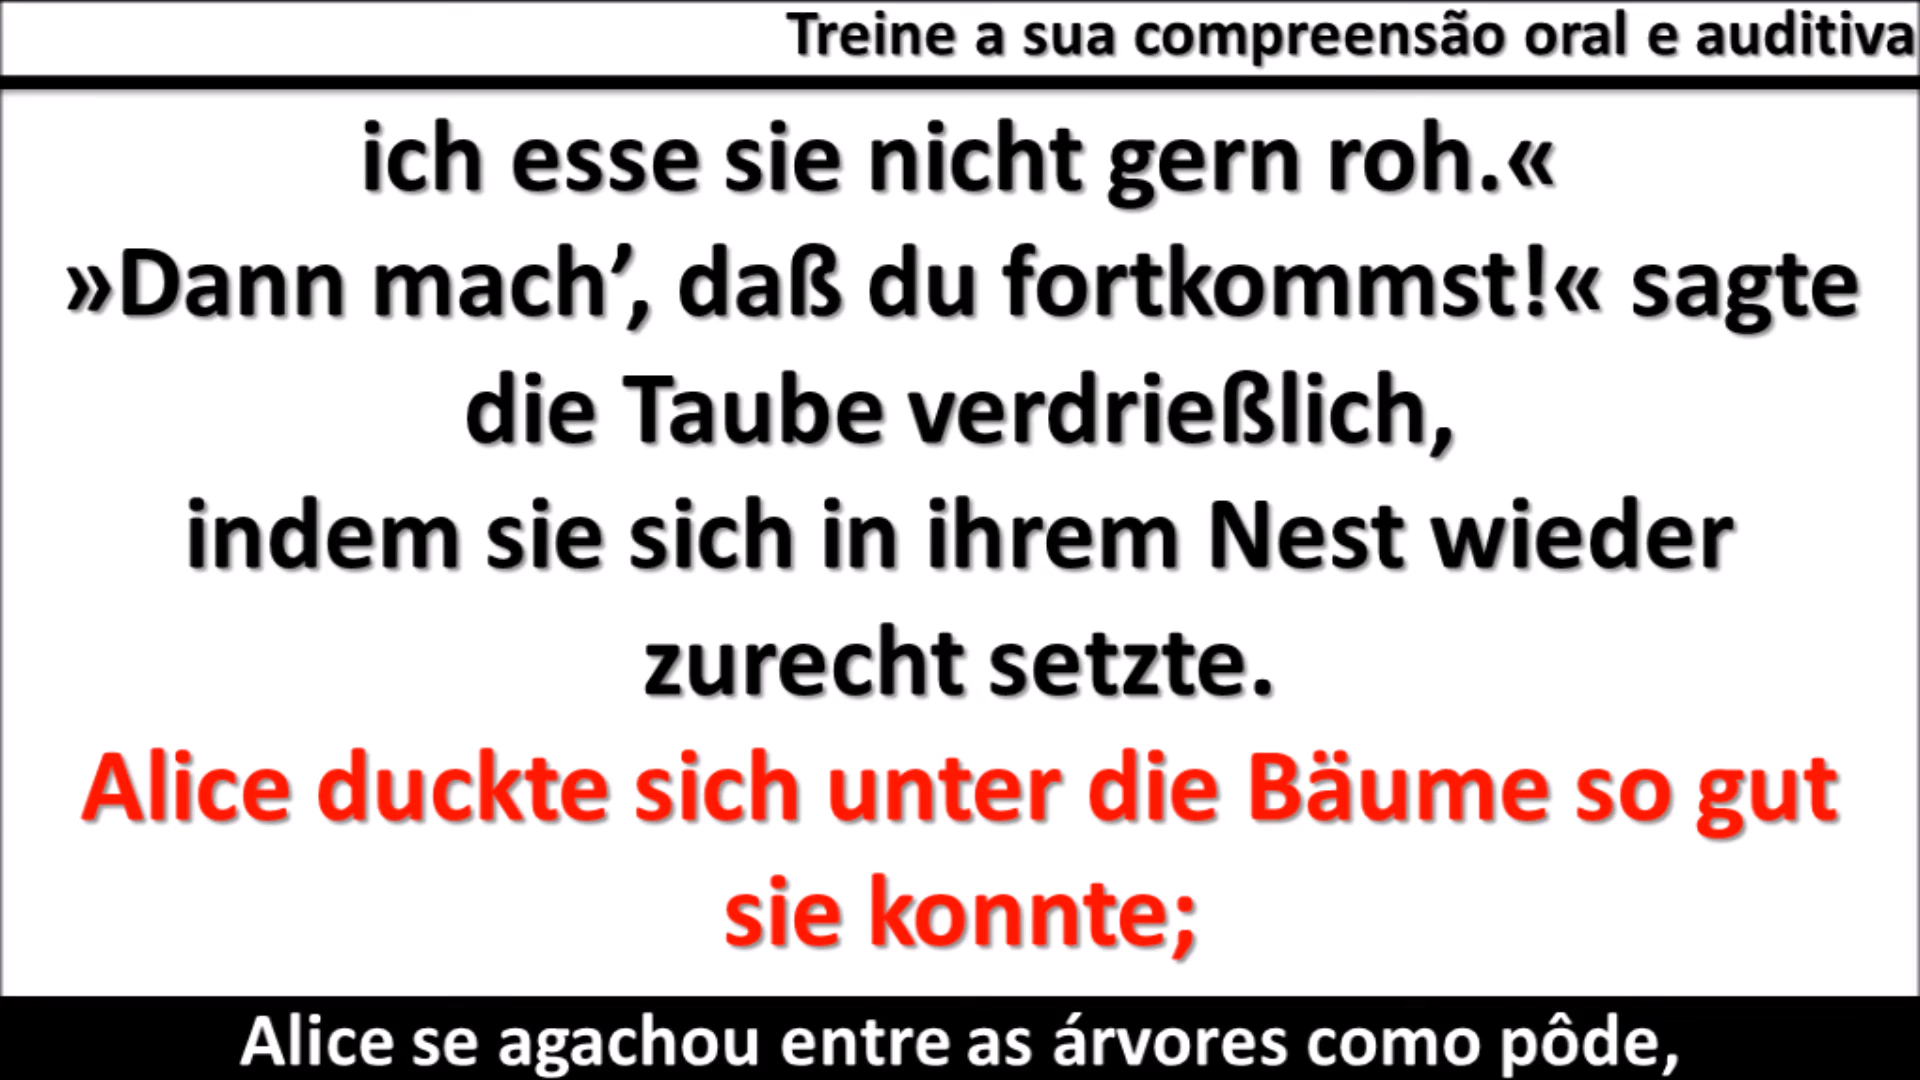 Treine a sua compreensão oral e auditiva
ich esse sie nicht gern roh.«
»Dann mach’, daß du fortkommst!« sagte
die Taube verdrießlich,
indem sie sich in ihrem Nest wieder
zurecht setzte.
Alice duckte sich unter die Bäume so gut
sie konnte;
Alice se agachou entre as árvores como pôde,